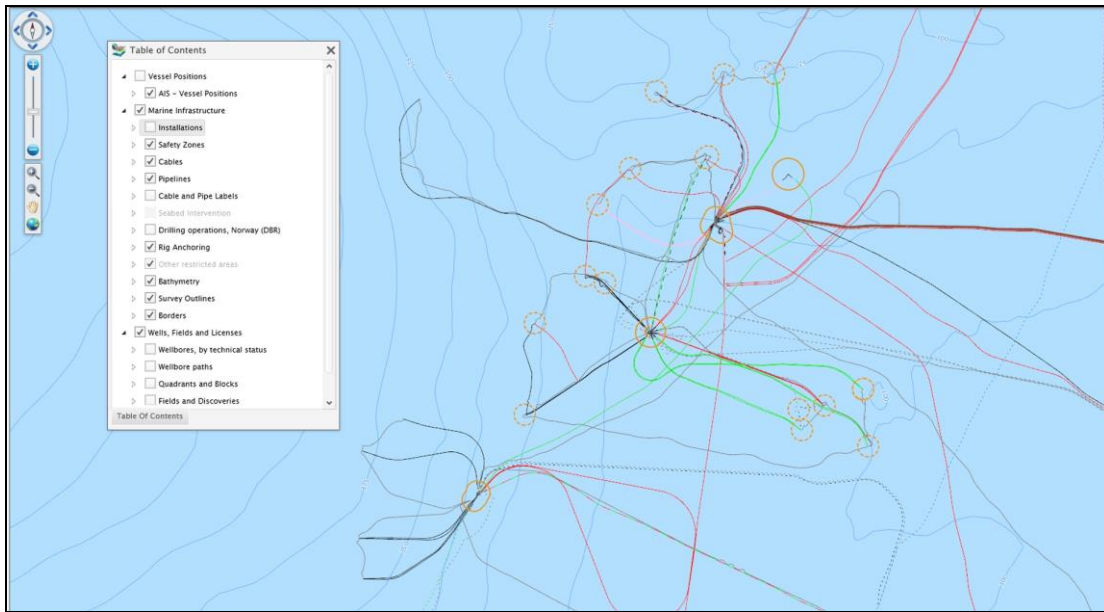 Table of Contents
Vessel Positions
AIS - Vessel Positions
Marine Infrastructure
Installations
Safety Zones
Cables
Pipelines
Cable and Pipe Labels
Seabed Intervention
Drilling operations, Norway (DBR)
Rig Anchoring
Other restricted areas
Bathymetry
Survey Outlines
Borders
Wells, Fields and Licenses
Wellbores, by technical status
Wellbore paths
Quadrants and Blocks
Fields and Discoveries
Table Of Contents